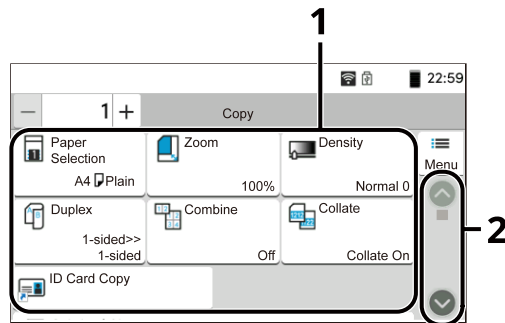 1
22:59
− 1 + Copy
Paper Selection
A4 Plain
Zoom
100%
Density
Normal 0
Menu
Duplex
1-sided>>
1-sided
Combine
Off
Collate
Collate On
2
ID Card Copy